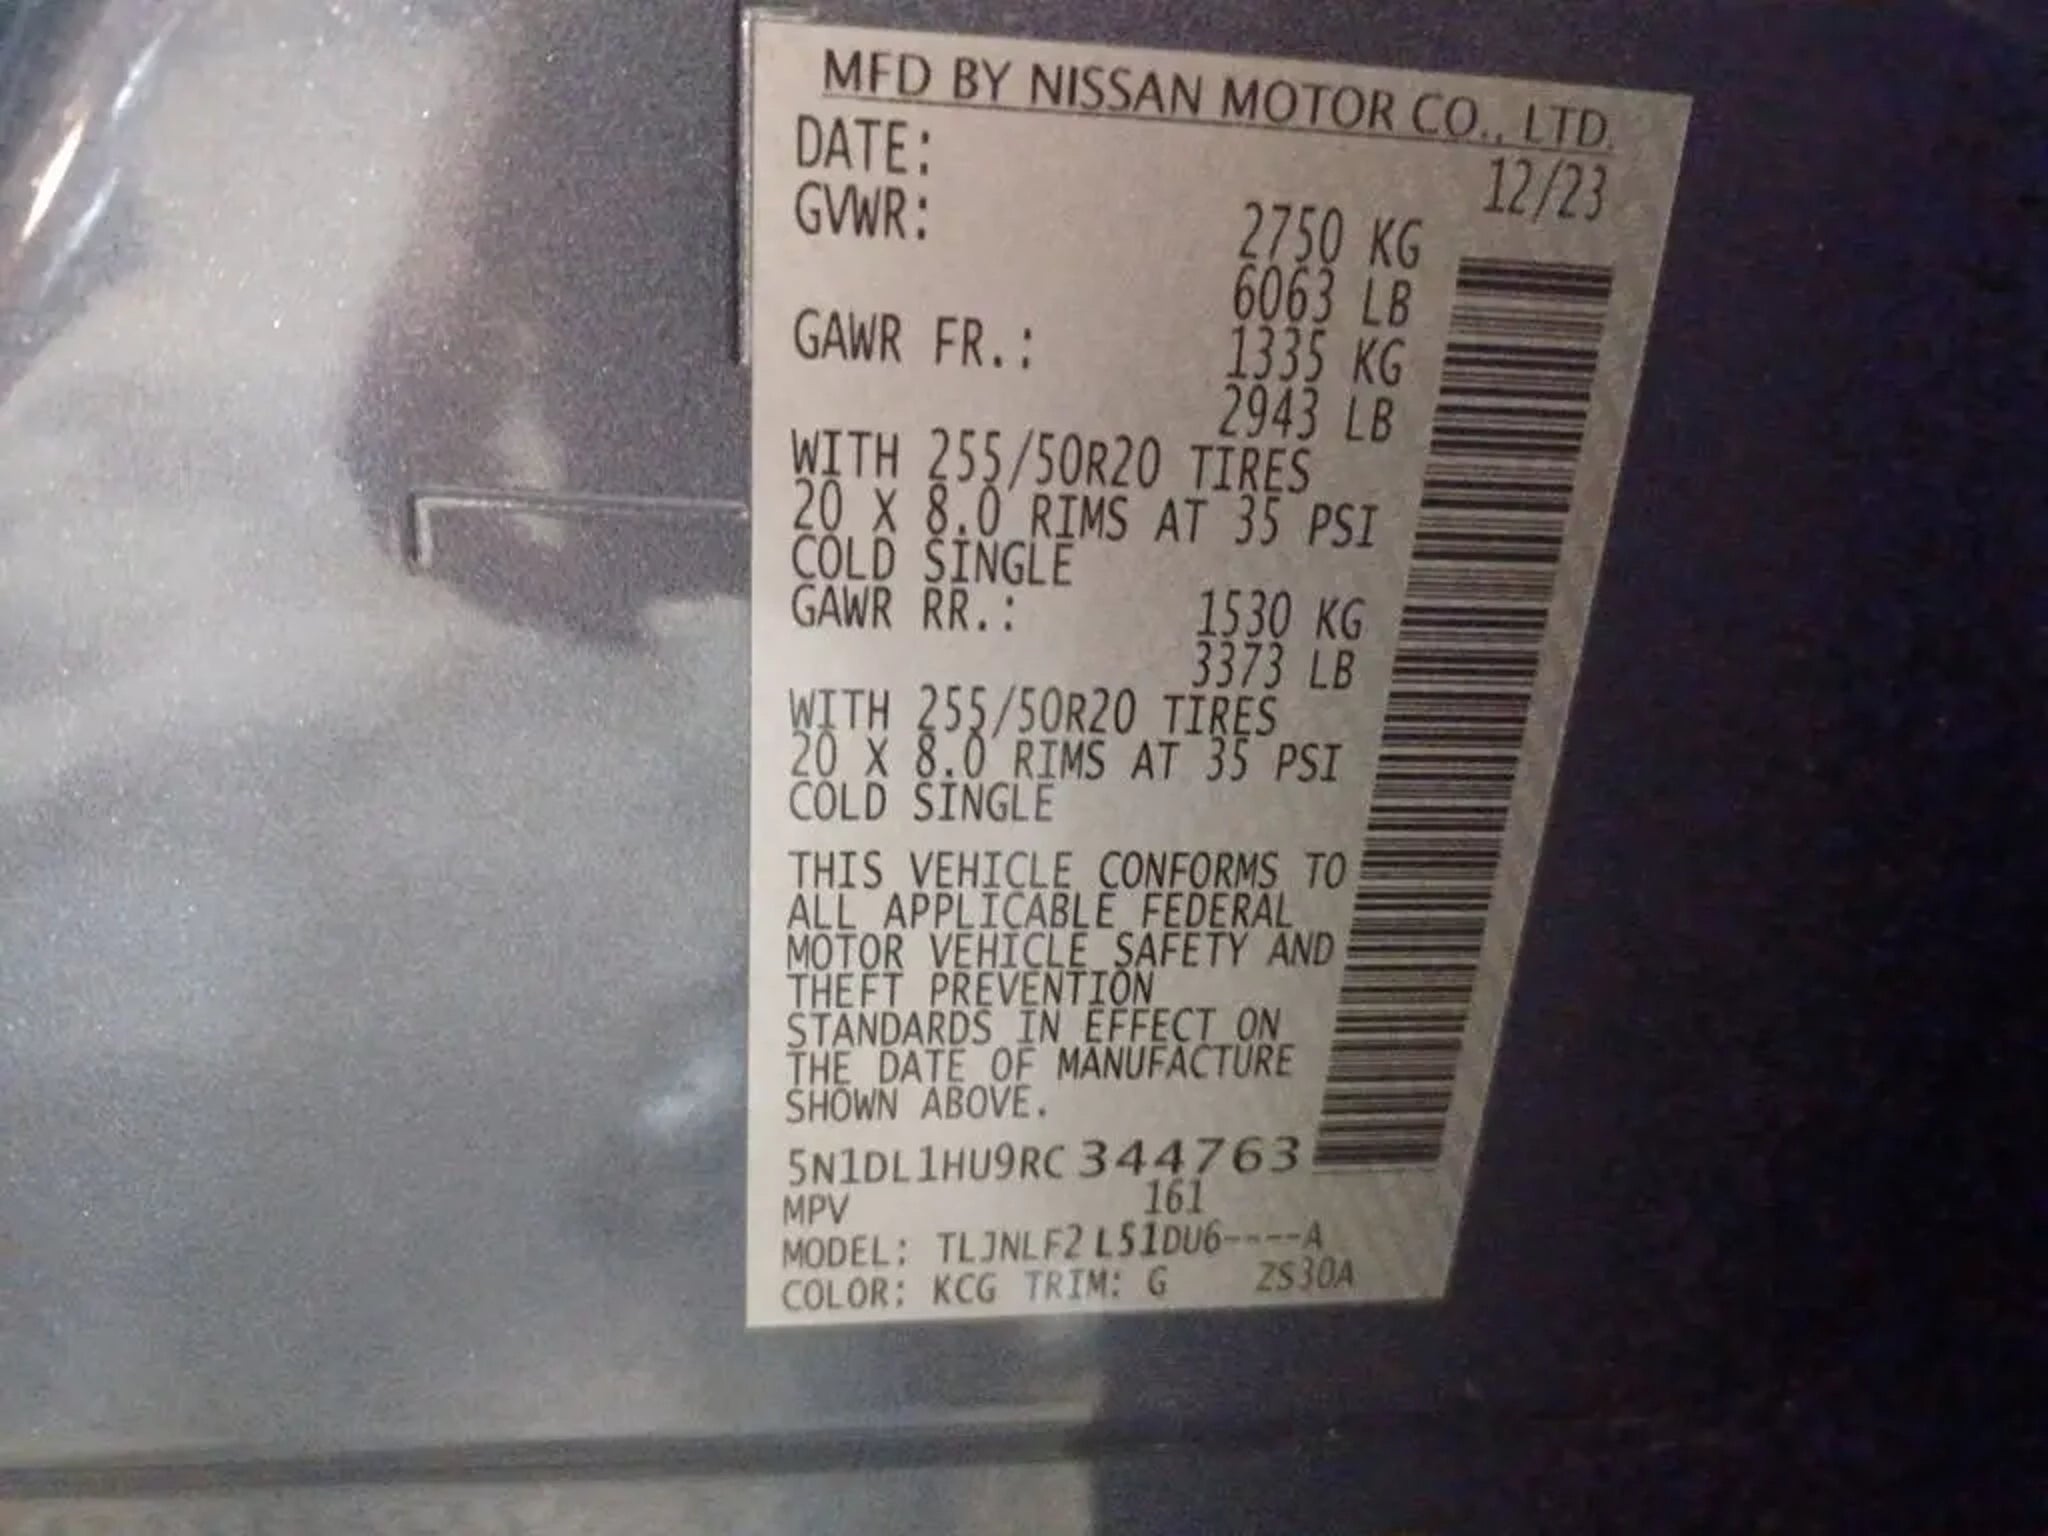 MFD BY NISSAN MOTOR CO., LTD.
DATE: 12/23
GVWR: 2750 KG
6063 LB
GAWR FR.: 1335 KG
2943 LB
WITH 255/50R20 TIRES
20 X 8.0 RIMS AT 35 PSI
COLD SINGLE
GAWR RR.: 1530 KG
3373 LB
WITH 255/50R20 TIRES
20 X 8.0 RIMS AT 35 PSI
COLD SINGLE
THIS VEHICLE CONFORMS TO
ALL APPLICABLE FEDERAL
MOTOR VEHICLE SAFETY AND
THEFT PREVENTION
STANDARDS IN EFFECT ON
THE DATE OF MANUFACTURE
SHOWN ABOVE.
5N1DL1HU9RC 344763
MPV 161
MODEL: TLJNLF2 L51DU6----A
COLOR: KCG TRIM: G ZS30A